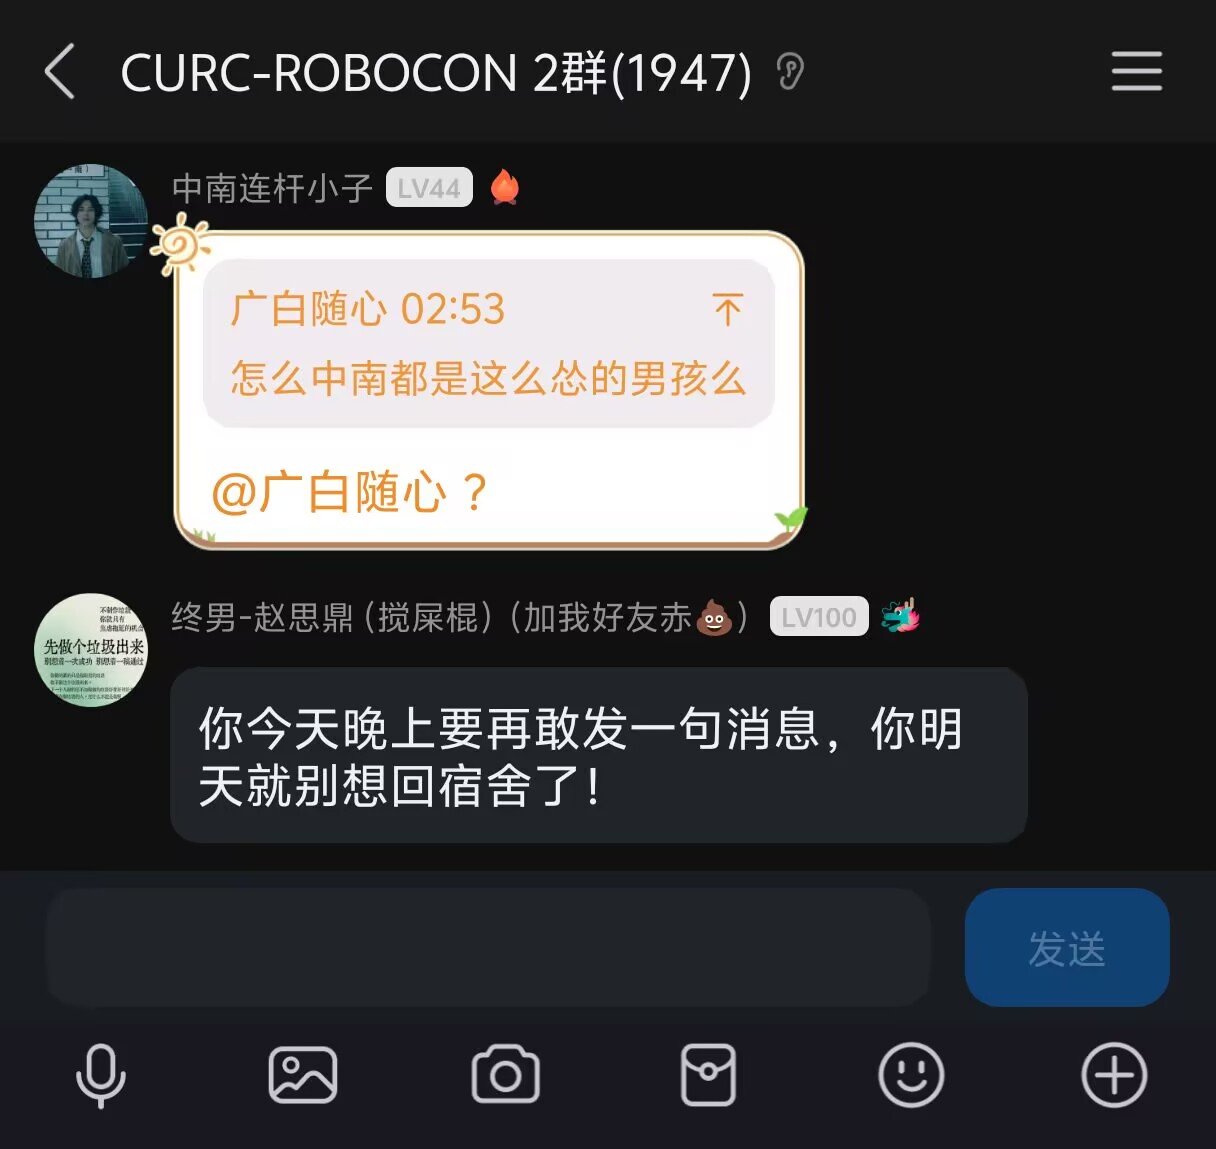 CURC-ROBOCON 2群(1947)
中南连杆小子 LV44
广白随心 02:53
怎么中南都是这么怂的男孩么
@广白随心？
终男-赵思鼎（搅屎棍）（加我好友赤💩） LV100
先做个垃圾出来
你今天晚上要再敢发一句消息，你明
天就别想回宿舍了！
发送